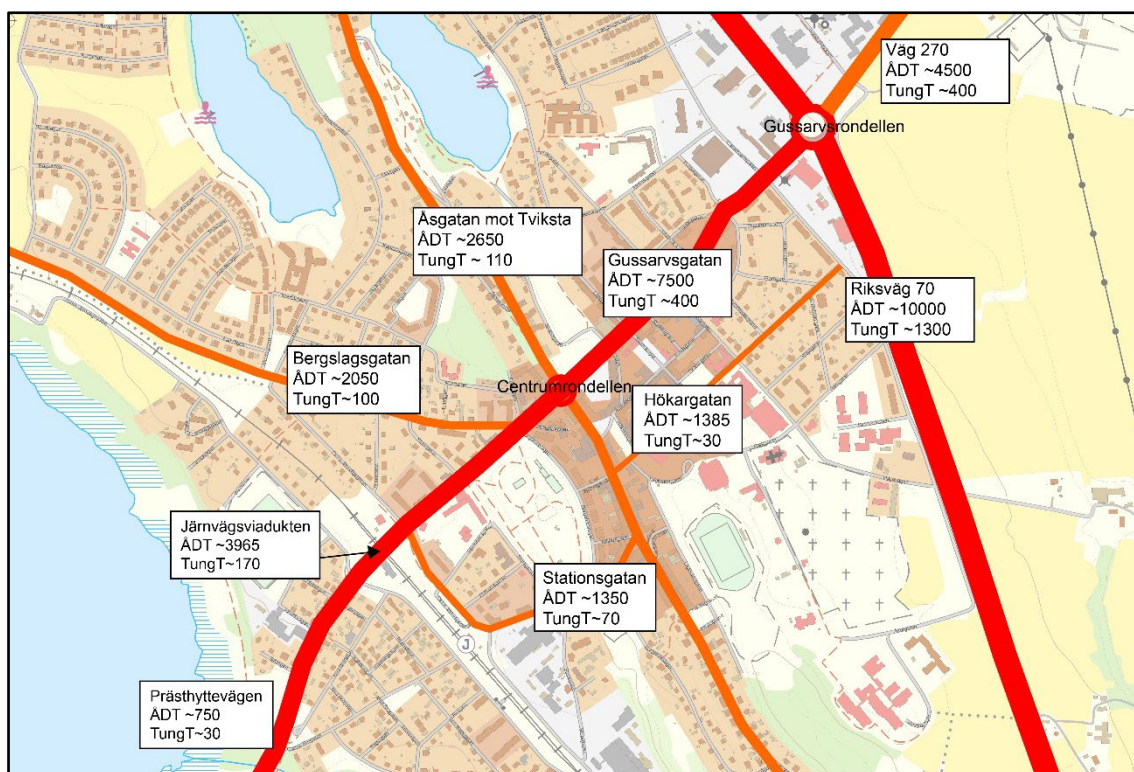 Väg 270
ÅDT ~4500
TungT ~400
Gussarvsrondellen
Åsgatan mot Tviksta
ÅDT ~2650
TungT ~ 110
Gussarvsgatan
ÅDT ~7500
TungT ~400
Riksväg 70
ÅDT ~10000
TungT ~1300
Bergslagsgatan
ÅDT ~2050
TungT~100
Centrumrondellen
Hökargatan
ÅDT ~1385
TungT~30
Järnvägsviadukten
ÅDT ~3965
TungT~170
Stationsgatan
ÅDT ~1350
TungT~70
J
Prästhyttevägen
ÅDT ~750
TungT~30